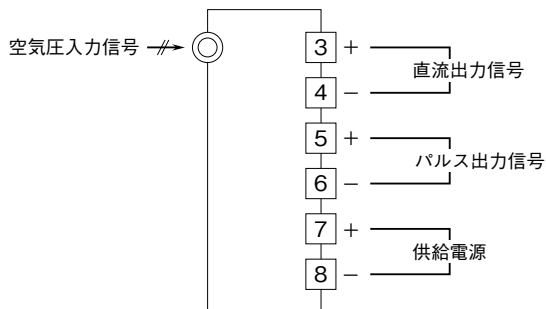 空気圧入力信号
3 +
直流出力信号
4 −
5 +
パルス出力信号
6 −
7 +
供給電源
8 −